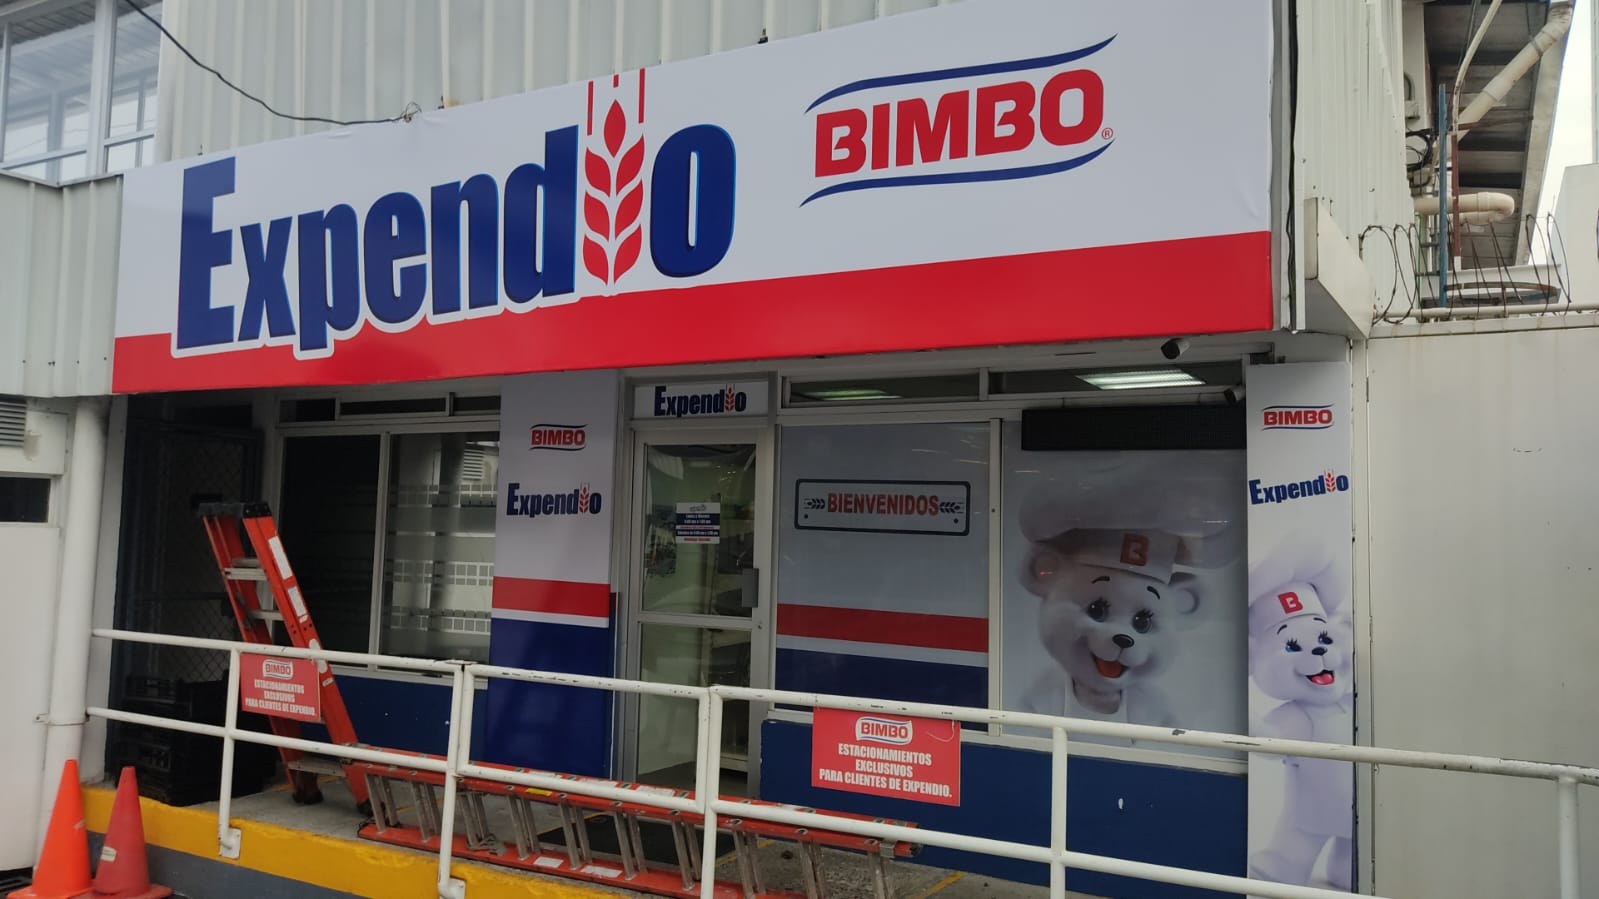 Expendio
BIMBO®
Expendio
BIMBO
Expendio
BIENVENIDOS
B
BIMBO
Expendio
B
BIMBO
ESTACIONAMIENTOS
EXCLUSIVOS
PARA CLIENTES DE EXPENDIO.
BIMBO
ESTACIONAMIENTOS
EXCLUSIVOS
PARA CLIENTES DE EXPENDIO.